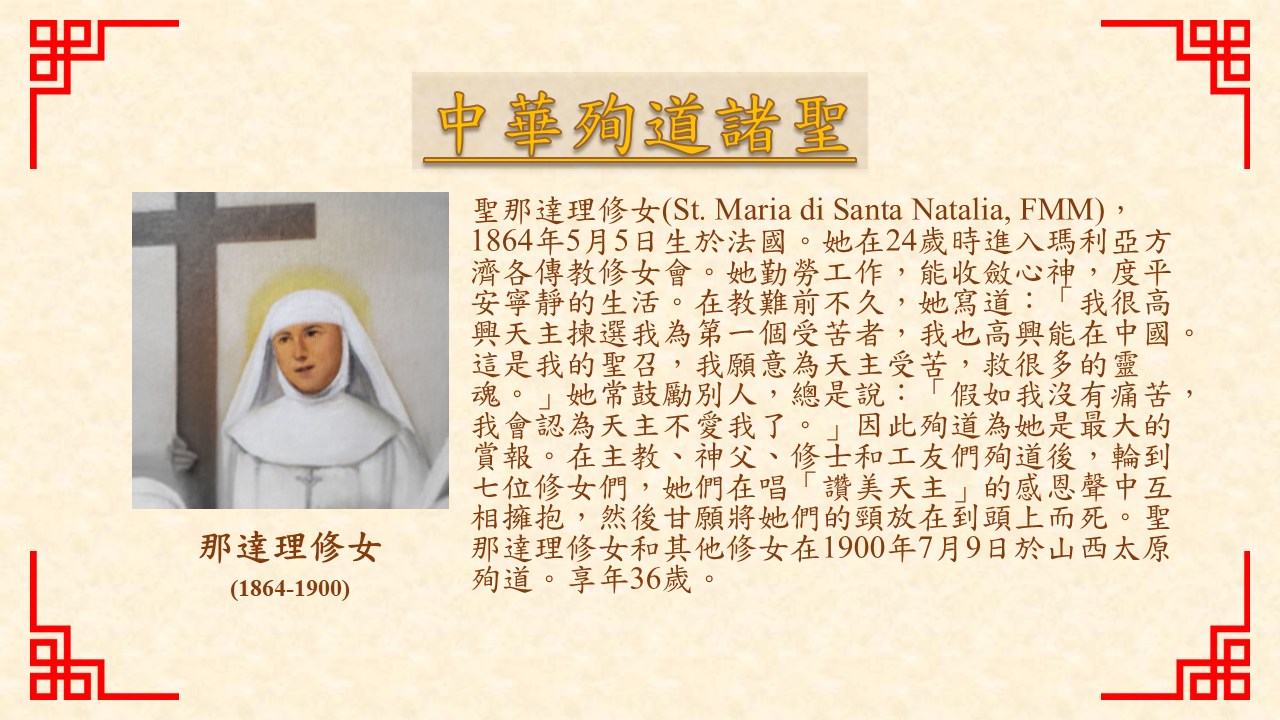 中華殉道諸聖
聖那達理修女(St. Maria di Santa Natalia, FMM)，
1864年5月5日生於法國。她在24歲時進入瑪利亞方
濟各傳教修女會。她勤勞工作，能收斂心神，度平
安寧靜的生活。在教難前不久，她寫道：「我很高
興天主揀選我為第一個受苦者，我也高興能在中國。
這是我的聖召，我願意為天主受苦，救很多的靈
魂。」她常鼓勵別人，總是說：「假如我沒有痛苦，
我會認為天主不愛我了。」因此殉道為她是最大的
賞報。在主教、神父、修士和工友們殉道後，輪到
七位修女們，她們在唱「讚美天主」的感恩聲中互
相擁抱，然後甘願將她們的頸放在到頭上而死。聖
那達理修女和其他修女在1900年7月9日於山西太原
殉道。享年36歲。
那達理修女
(1864-1900)